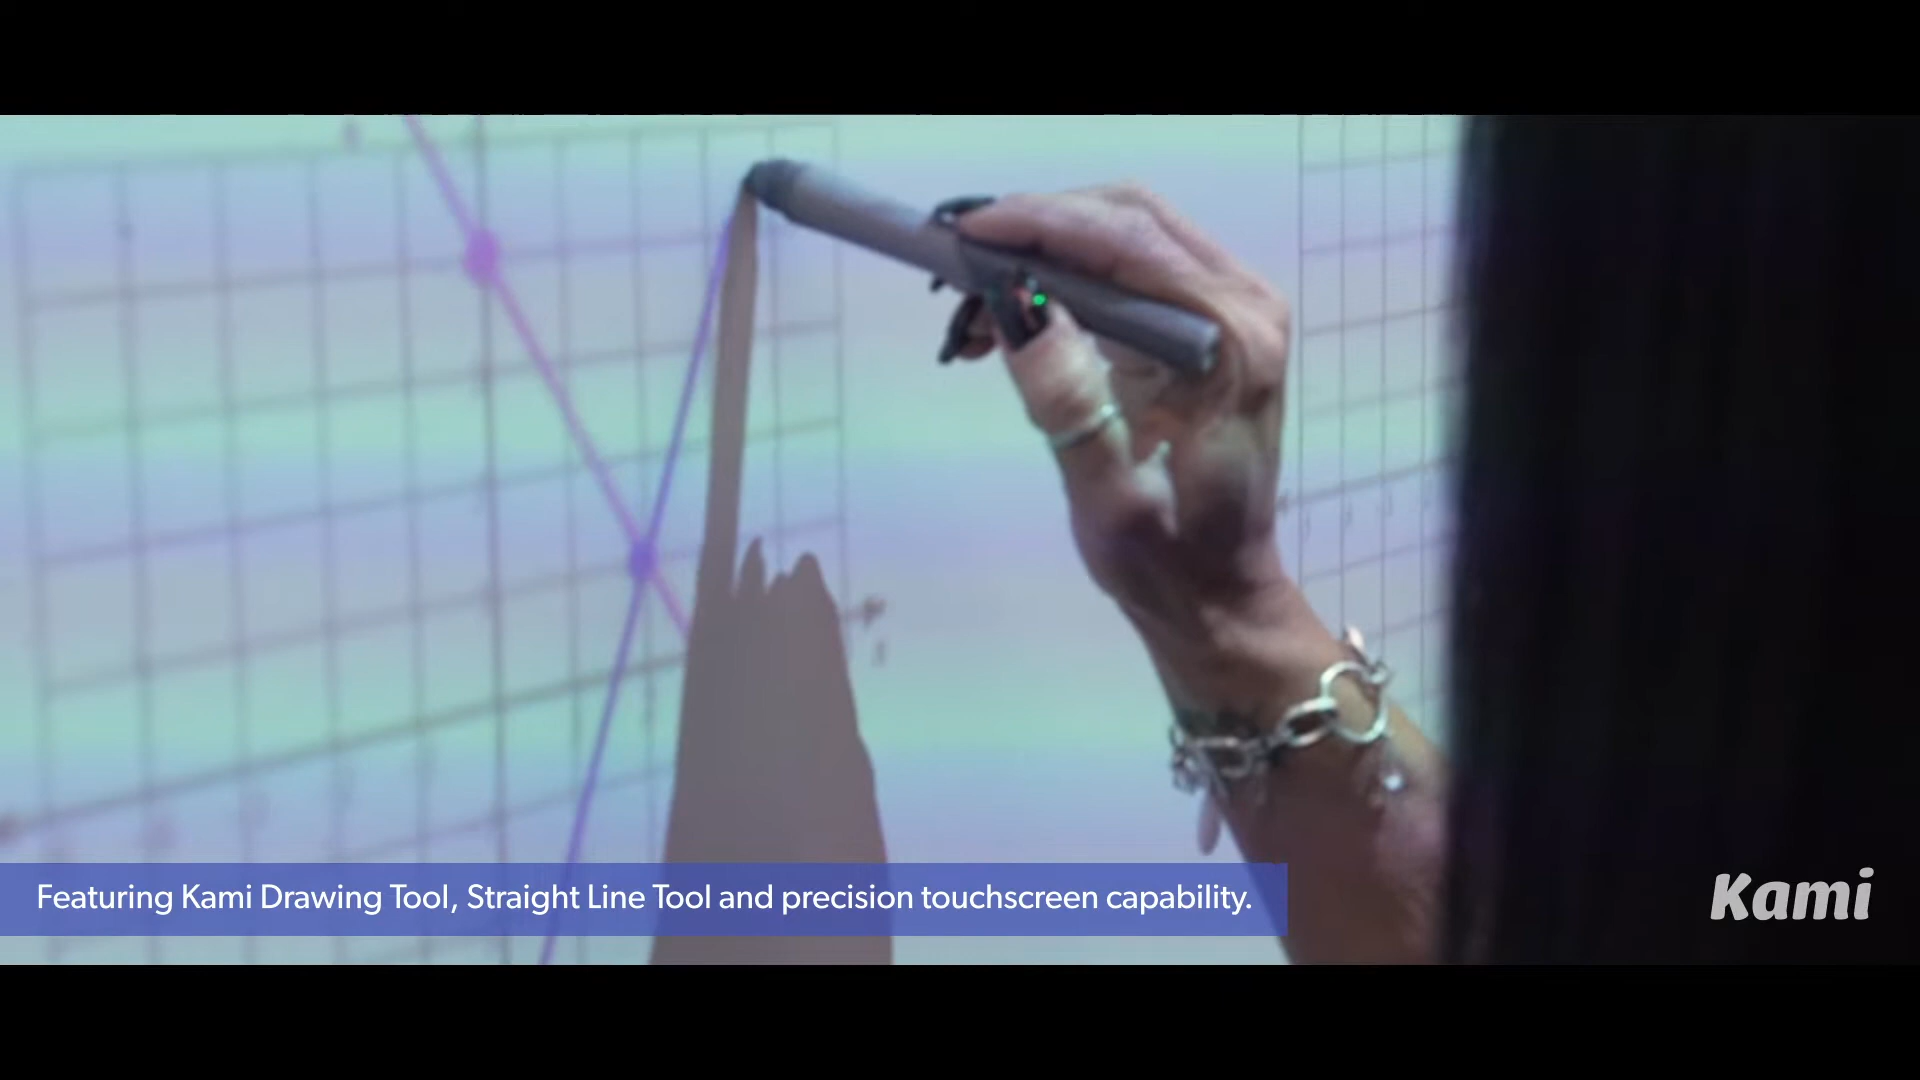 Featuring Kami Drawing Tool, Straight Line Tool and precision touchscreen capability.
Kami